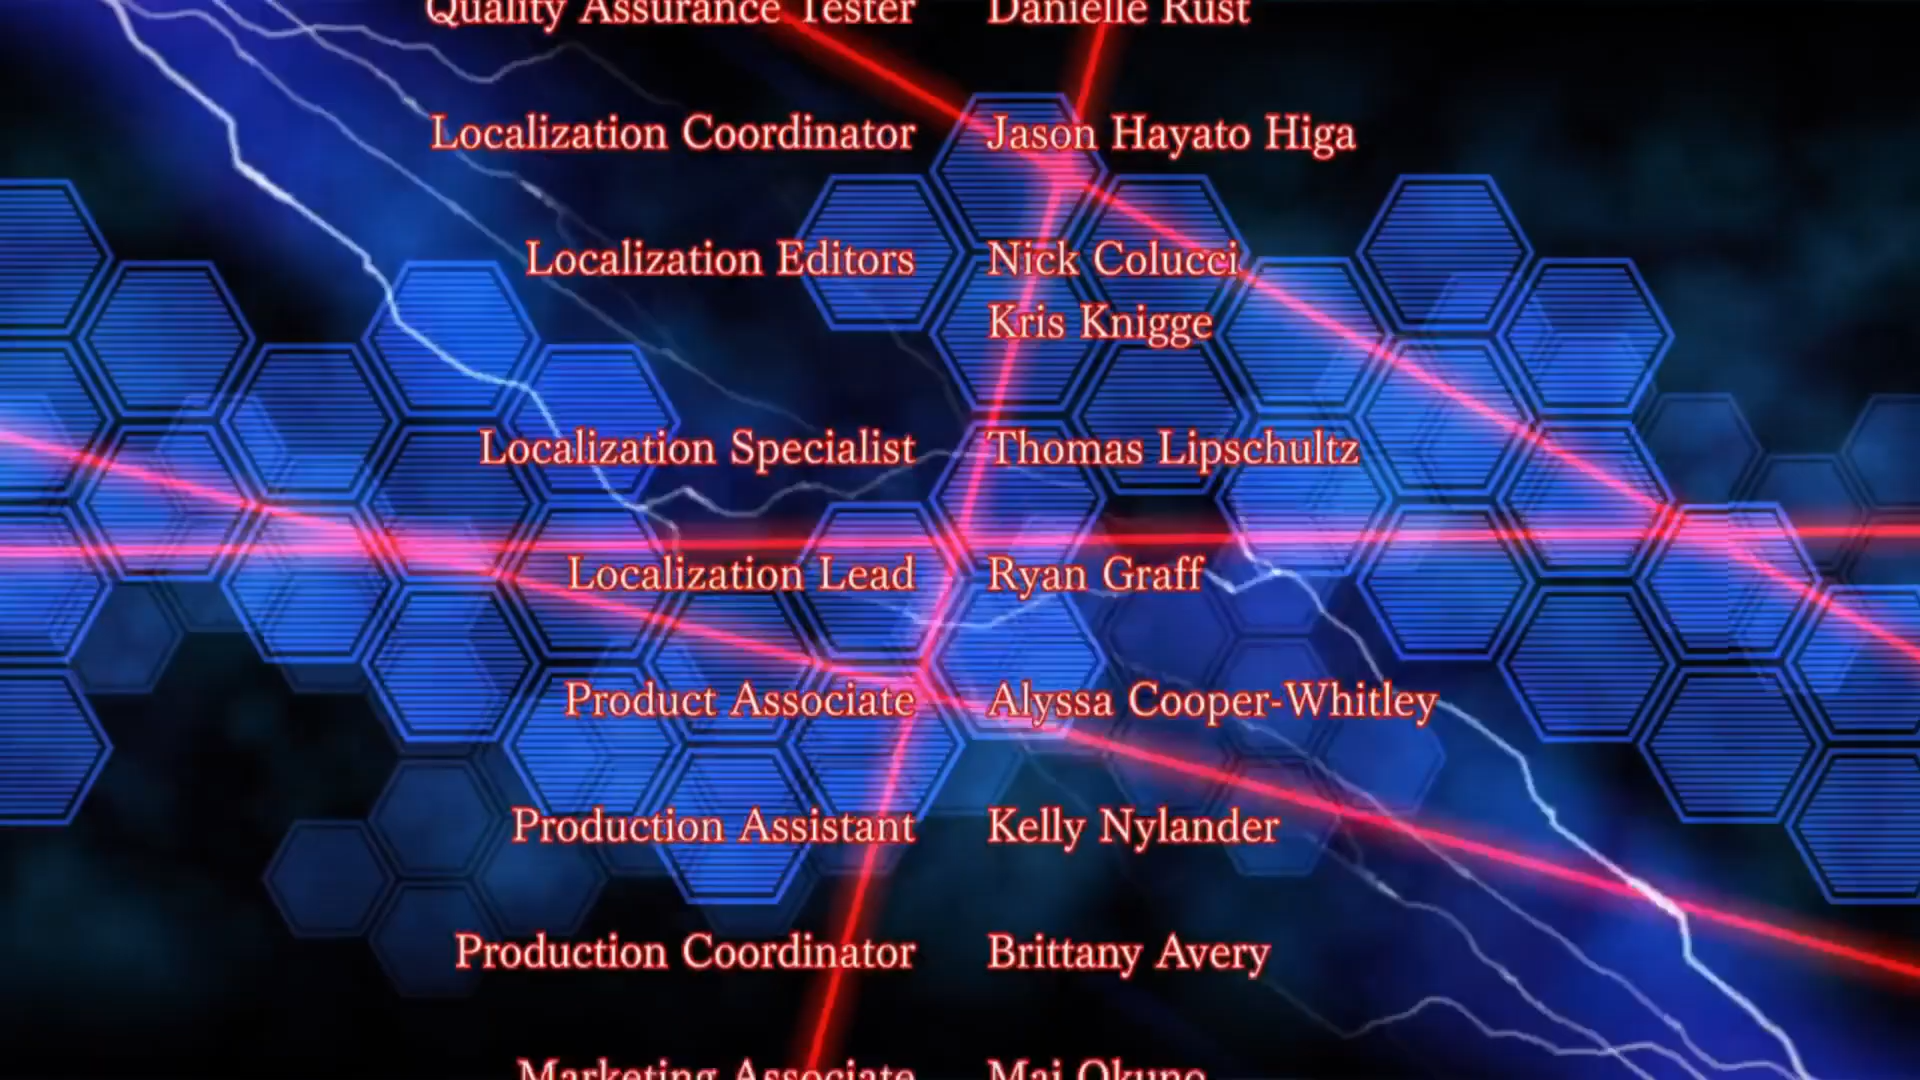 Quality Assurance Tester Danielle Rust
Localization Coordinator Jason Hayato Higa
Localization Editors Nick Colucci
Kris Knigge
Localization Specialist Thomas Lipschultz
Localization Lead Ryan Graff
Product Associate Alyssa Cooper-Whitley
Production Assistant Kelly Nylander
Production Coordinator Brittany Avery
Marketing Associate Mai Okuno